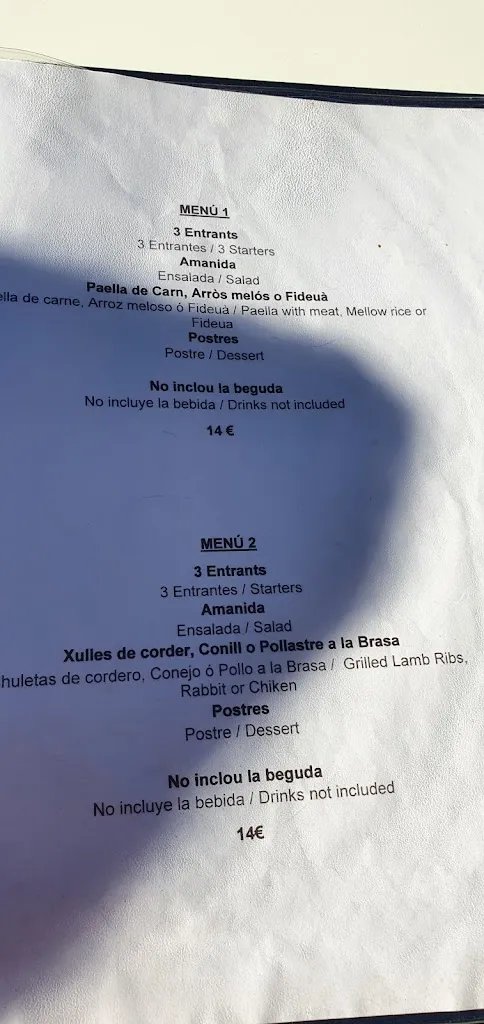 MENÚ 1
3 Entrants
3 Entrantes / 3 Starters
Amanida
Ensalada / Salad
Paella de Carn, Arròs melós o Fideuà
ella de carne, Arroz meloso ó Fideuà / Paella with meat, Mellow rice or
Fideua
Postres
Postre / Dessert
No inclou la beguda
No incluye la bebida / Drinks not included
14 €
MENÚ 2
3 Entrants
3 Entrantes / Starters
Amanida
Ensalada / Salad
Xulles de corder, Conill o Pollastre a la Brasa
huletas de cordero, Conejo ó Pollo a la Brasa / Grilled Lamb Ribs,
Rabbit or Chiken
Postres
Postre / Dessert
No inclou la beguda
No incluye la bebida / Drinks not included
14€